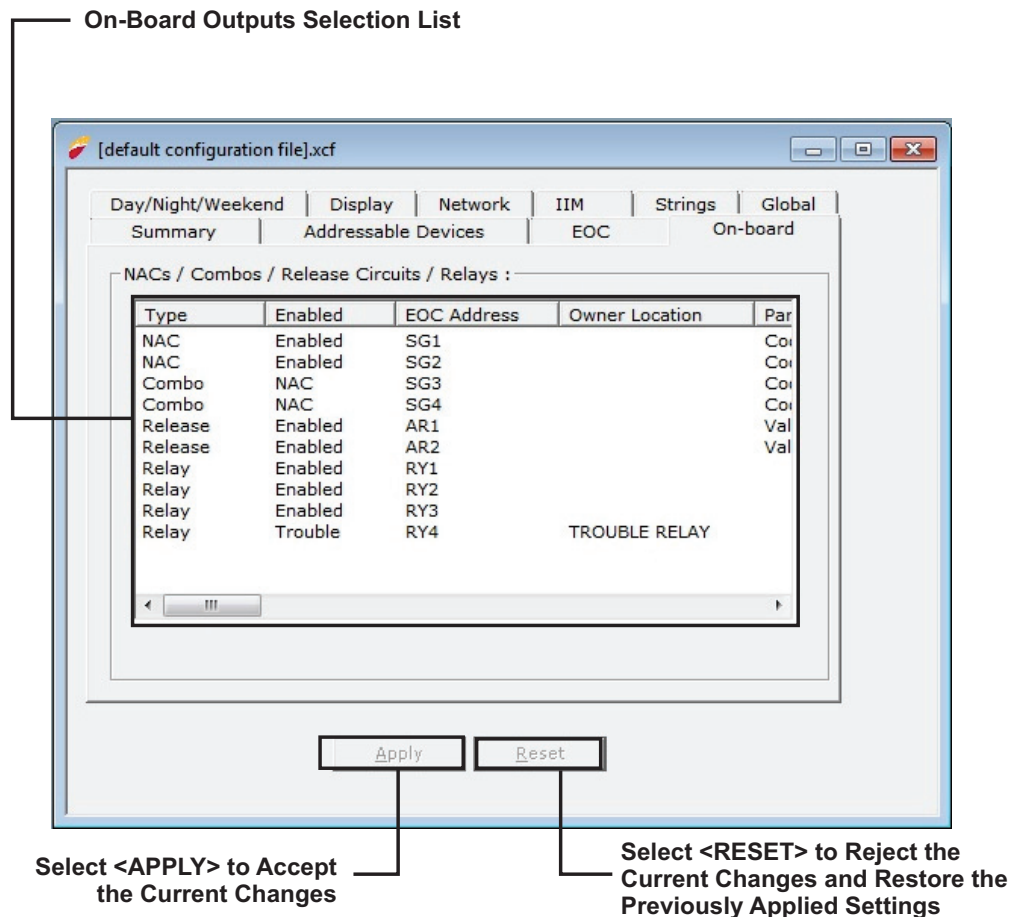 On-Board Outputs Selection List
[default configuration file].xcf
Day/Night/Weekend Display Network IIM Strings Global
Summary Addressable Devices EOC On-board
NACs / Combos / Release Circuits / Relays :
Type Enabled EOC Address Owner Location Par
NAC Enabled SG1 Co
NAC Enabled SG2 Co
Combo NAC SG3 Co
Combo NAC SG4 Co
Release Enabled AR1 Val
Release Enabled AR2 Val
Relay Enabled RY1
Relay Enabled RY2
Relay Enabled RY3
Relay Trouble RY4 TROUBLE RELAY
Apply Reset
Select <APPLY> to Accept
the Current Changes
Select <RESET> to Reject the
Current Changes and Restore the
Previously Applied Settings